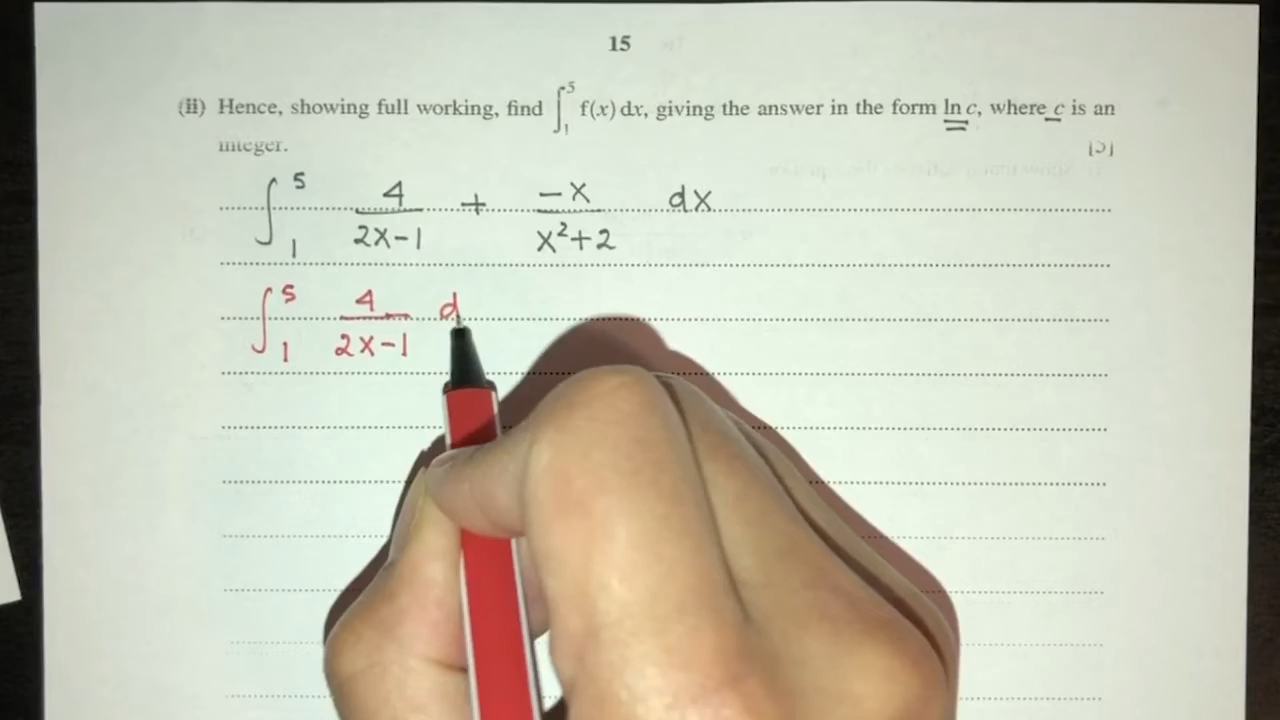 15
(ii) Hence, showing full working, find ∫₁⁵ f(x) dx, giving the answer in the form ln c, where c is an
integer. [5]
∫₁⁵ 4/(2x-1) + -x/(x²+2) dx
∫₁⁵ 4/(2x-1) d